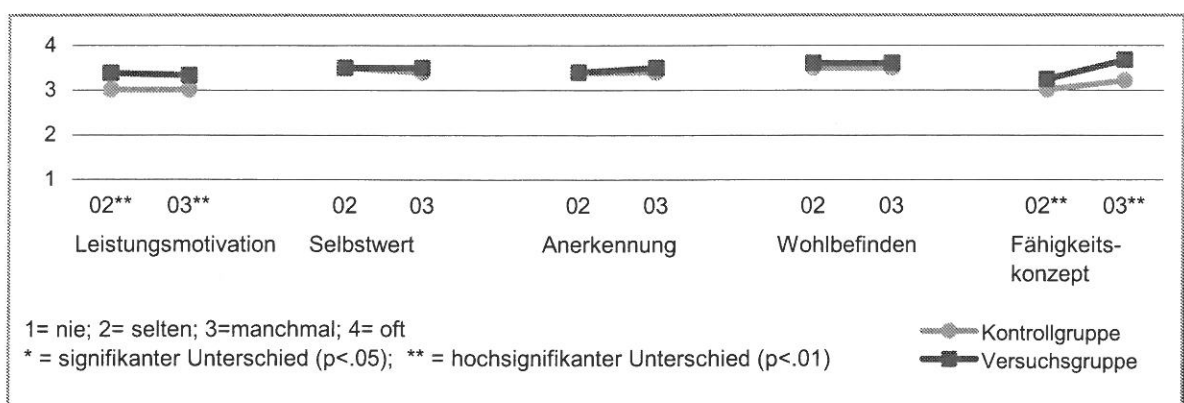 4
3
2
1
02** 03** 02 03 02 03 02 03 02** 03**
Leistungsmotivation Selbstwert Anerkennung Wohlbefinden Fähigkeits-
konzept
1= nie; 2= selten; 3=manchmal; 4= oft
* = signifikanter Unterschied (p<.05); ** = hochsignifikanter Unterschied (p<.01)
Kontrollgruppe
Versuchsgruppe